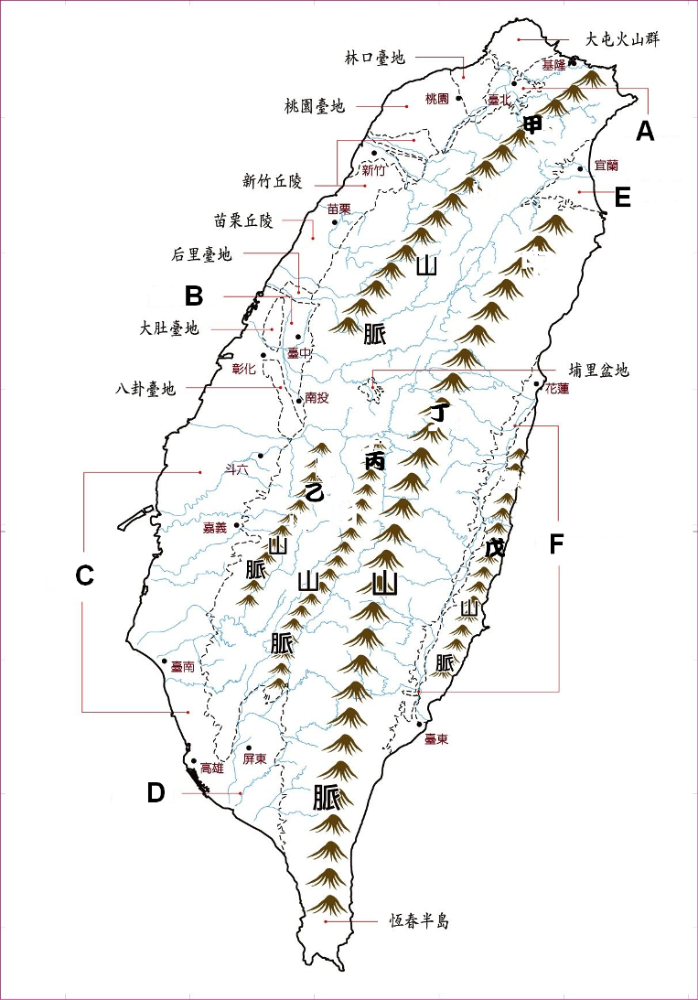 大屯火山群
林口臺地
基隆
桃園臺地
桃園
臺北
甲
A
新竹
宜蘭
新竹丘陵
E
苗栗
苗栗丘陵
后里臺地
山
B
大肚臺地
脈
臺中
彰化
埔里盆地
八卦臺地
南投
花蓮
丁
丙
斗六
乙
嘉義
山
戊
F
脈
C
山
山
山
脈
脈
臺南
臺東
高雄
屏東
D
脈
恆春半島